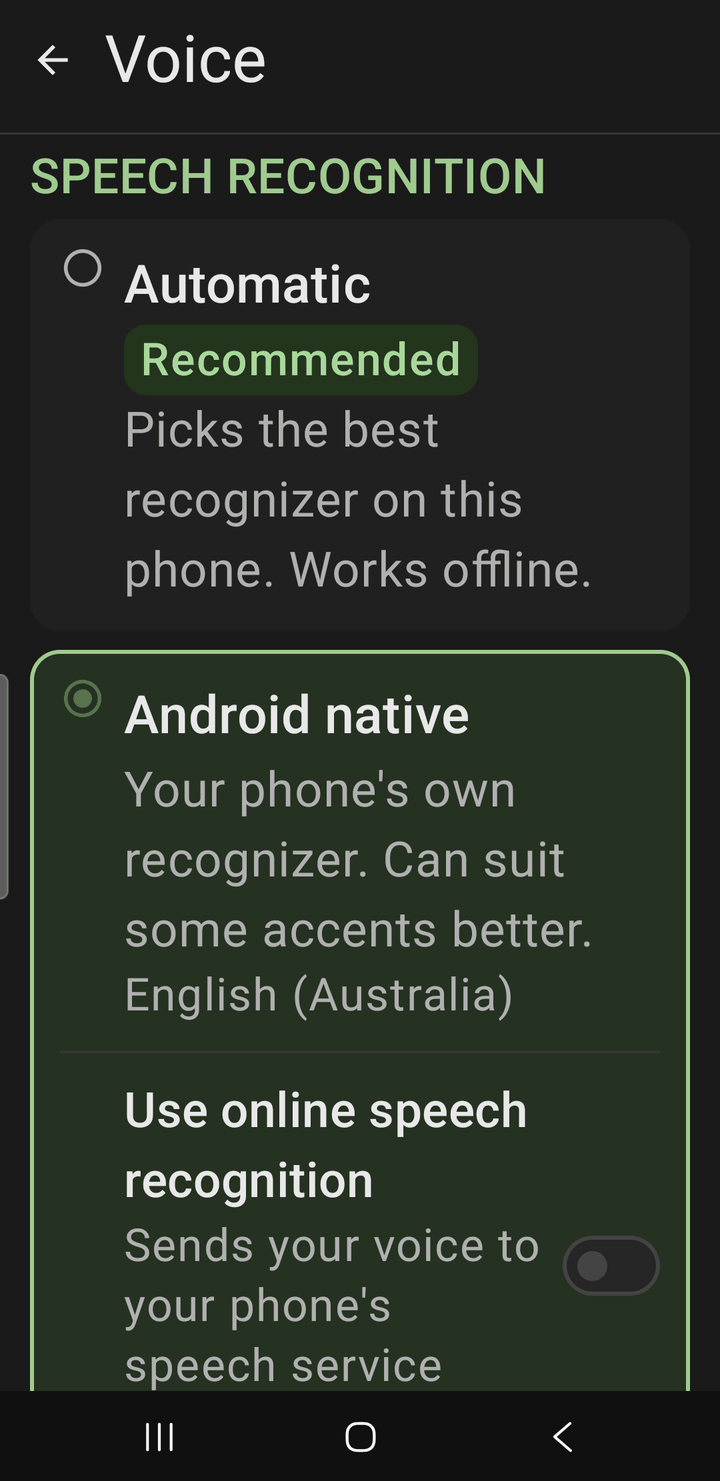 Voice
SPEECH RECOGNITION
Automatic
Recommended
Picks the best
recognizer on this
phone. Works offline.
Android native
Your phone's own
recognizer. Can suit
some accents better.
English (Australia)
Use online speech
recognition
Sends your voice to
your phone's
speech service